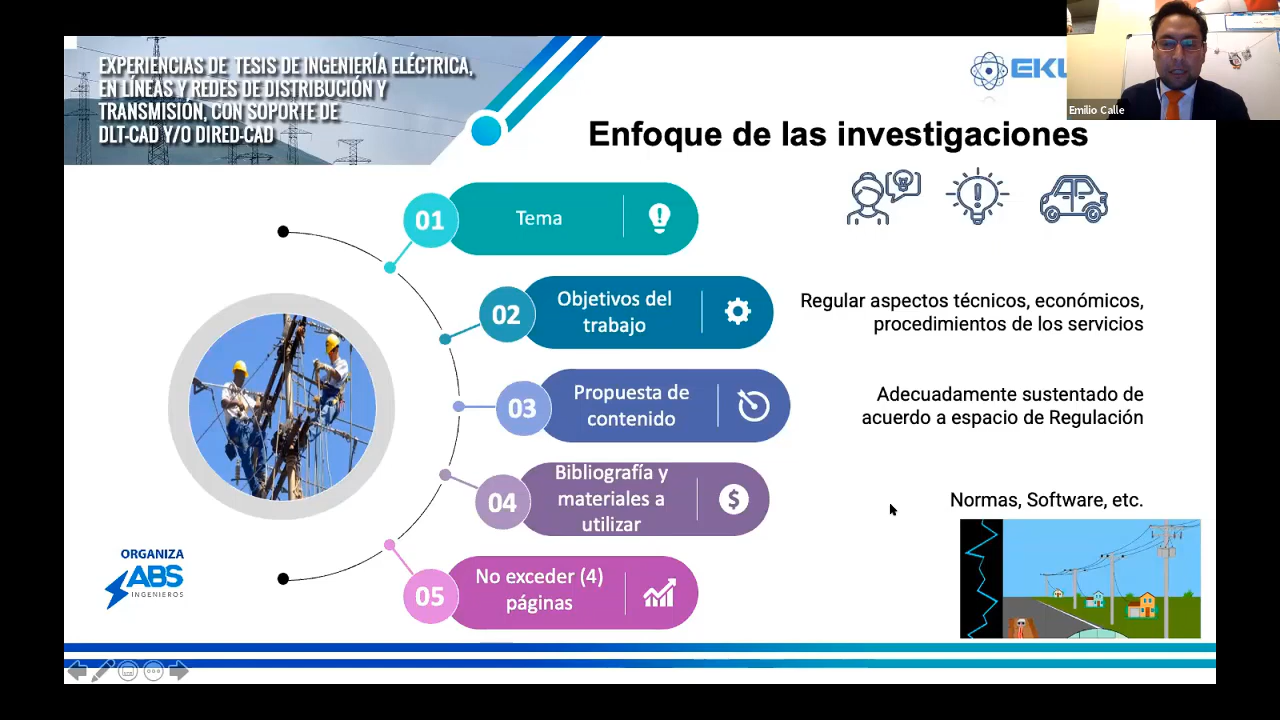 EXPERIENCIAS DE TESIS DE INGENIERÍA ELÉCTRICA,
EN LÍNEAS Y REDES DE DISTRIBUCIÓN Y
TRANSMISIÓN, CON SOPORTE DE
DLT-CAD Y/O DIRED-CAD
Emilio Calle
Enfoque de las investigaciones
01
Tema
02
Objetivos del
trabajo
Regular aspectos técnicos, económicos,
procedimientos de los servicios
03
Propuesta de
contenido
Adecuadamente sustentado de
acuerdo a espacio de Regulación
04
Bibliografía y
materiales a
utilizar
$
Normas, Software, etc.
05
No exceder (4)
páginas
ORGANIZA
ABS
INGENIEROS